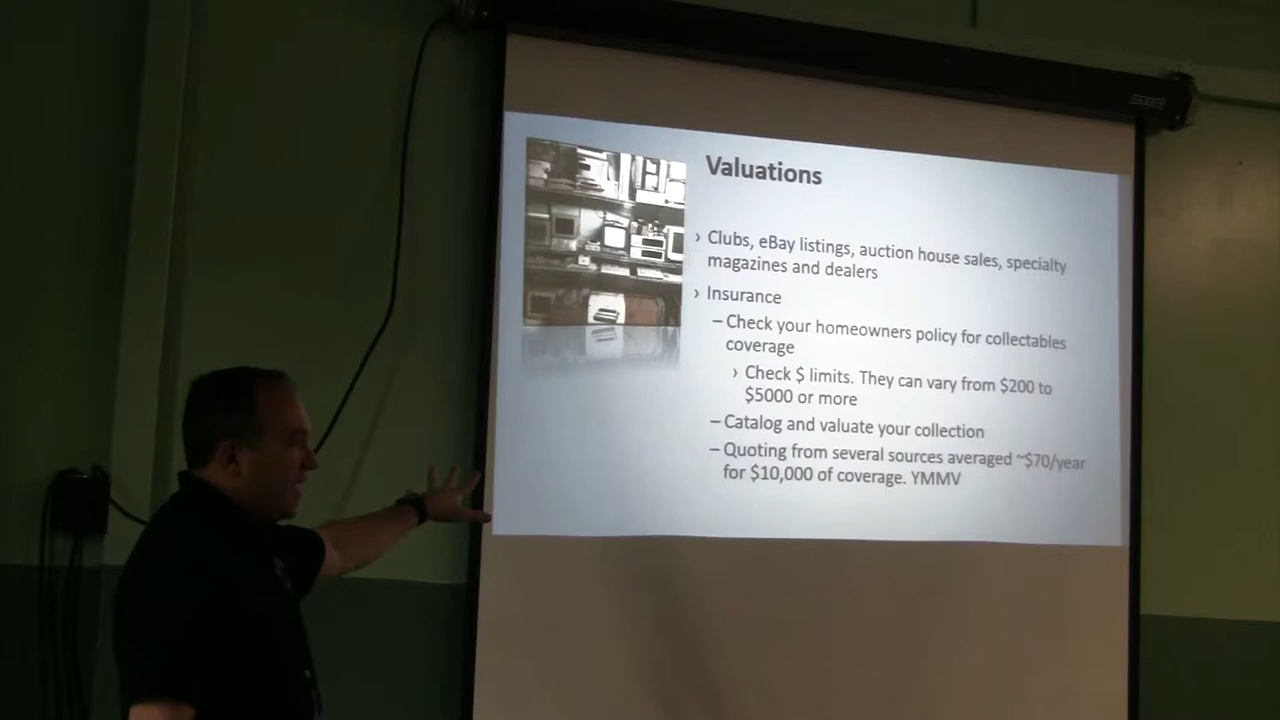 Valuations
› Clubs, eBay listings, auction house sales, specialty
magazines and dealers
› Insurance
– Check your homeowners policy for collectables
coverage
› Check $ limits. They can vary from $200 to
$5000 or more
– Catalog and valuate your collection
– Quoting from several sources averaged ~$70/year
for $10,000 of coverage. YMMV